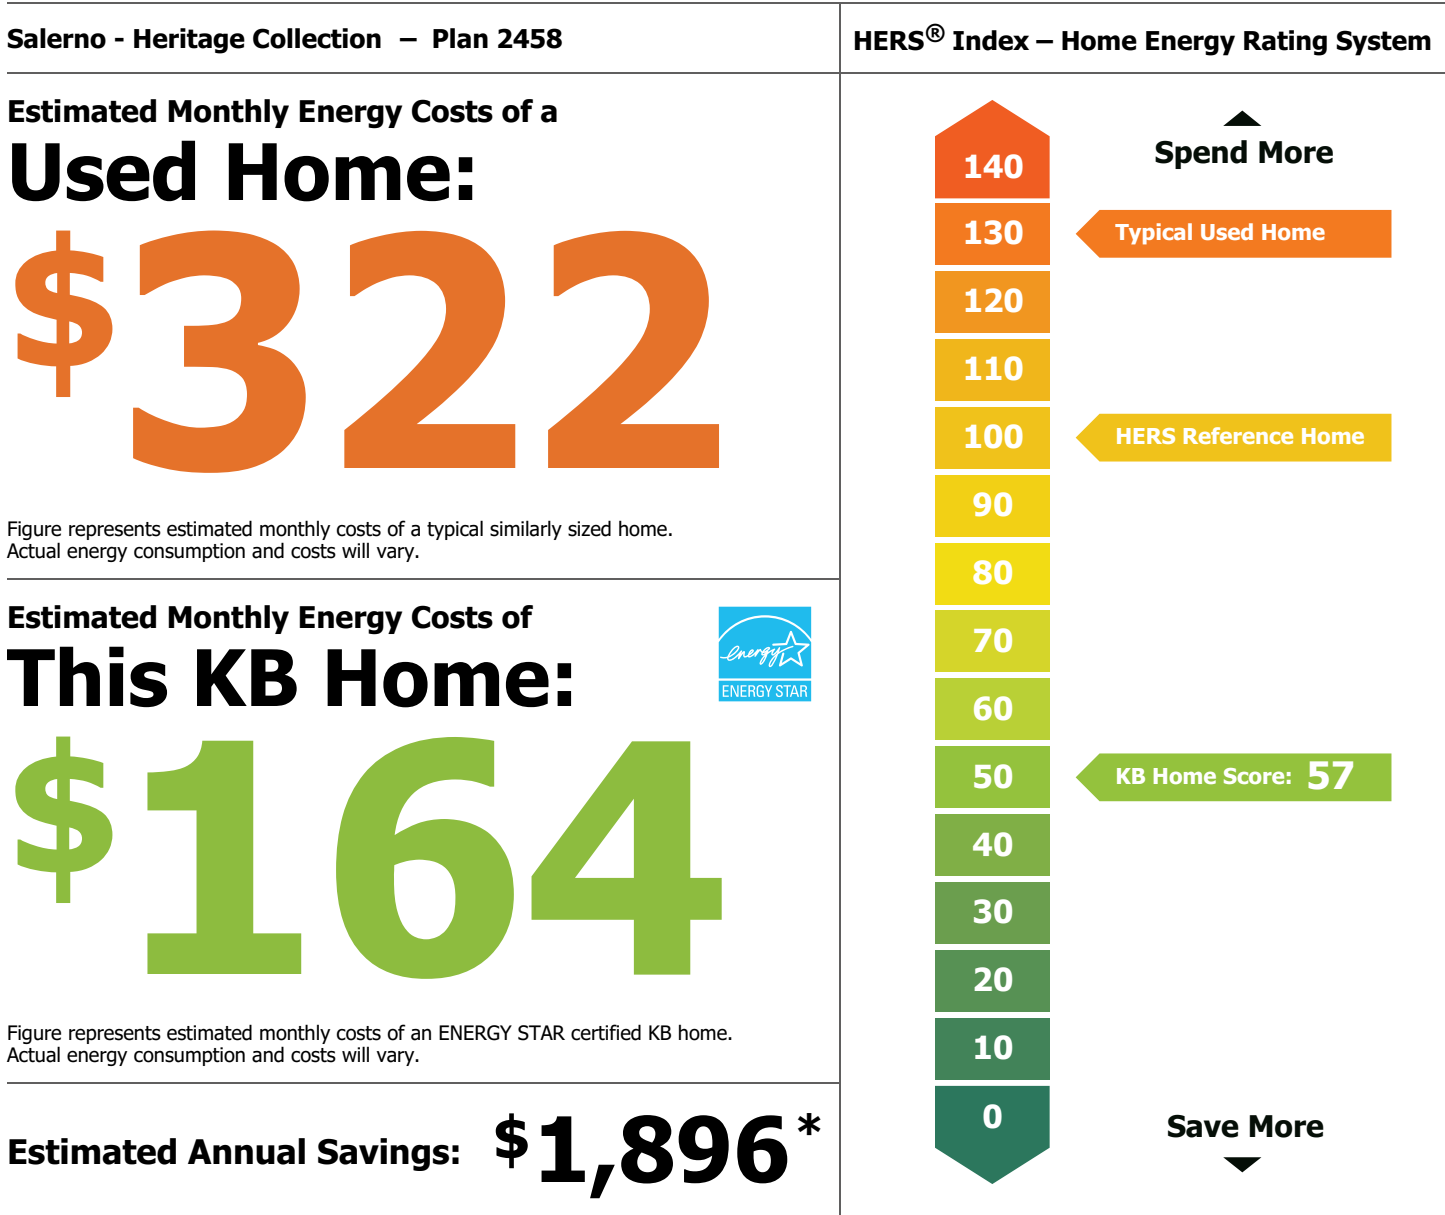 Salerno - Heritage Collection – Plan 2458
Estimated Monthly Energy Costs of a
Used Home:
$322
Figure represents estimated monthly costs of a typical similarly sized home.
Actual energy consumption and costs will vary.
Estimated Monthly Energy Costs of
This KB Home:
energy
ENERGY STAR
$164
Figure represents estimated monthly costs of an ENERGY STAR certified KB home.
Actual energy consumption and costs will vary.
Estimated Annual Savings: $1,896*
HERS® Index – Home Energy Rating System
Spend More
140
130 Typical Used Home
120
110
100 HERS Reference Home
90
80
70
60
50 KB Home Score: 57
40
30
20
10
0
Save More